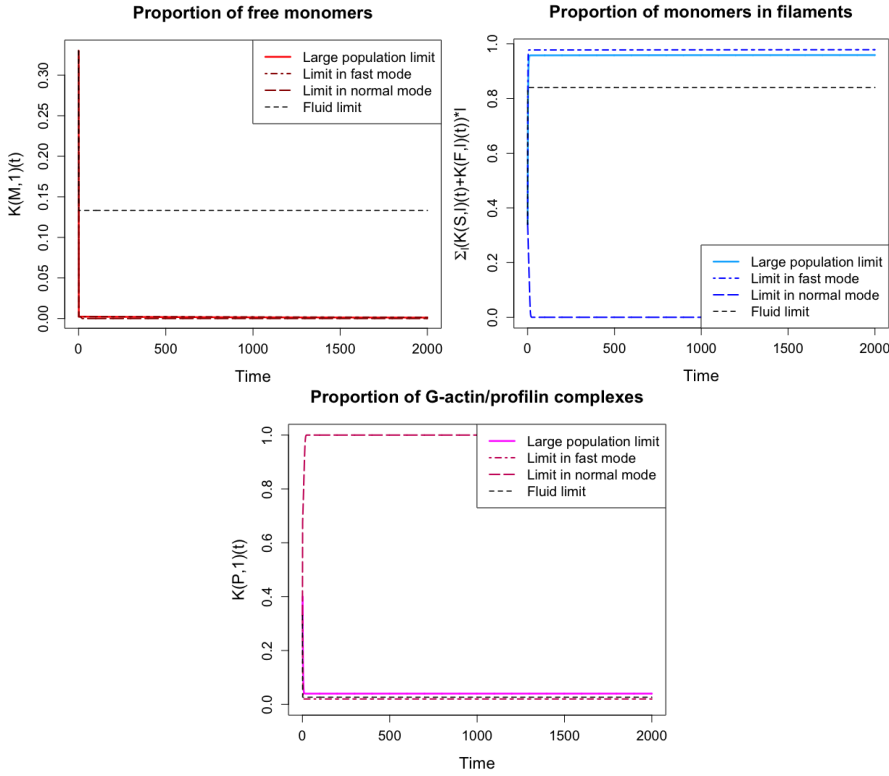 Proportion of free monomers
K(M,1)(t)
0.00 0.05 0.10 0.15 0.20 0.25 0.30
Large population limit
Limit in fast mode
Limit in normal mode
Fluid limit
0 500 1000 1500 2000
Time
Proportion of monomers in filaments
Σl(K(S,l)(t)+K(F,l)(t))*l
0.0 0.2 0.4 0.6 0.8 1.0
Large population limit
Limit in fast mode
Limit in normal mode
Fluid limit
0 500 1000 1500 2000
Time
Proportion of G-actin/profilin complexes
K(P,1)(t)
0.0 0.2 0.4 0.6 0.8 1.0
Large population limit
Limit in fast mode
Limit in normal mode
Fluid limit
0 500 1000 1500 2000
Time